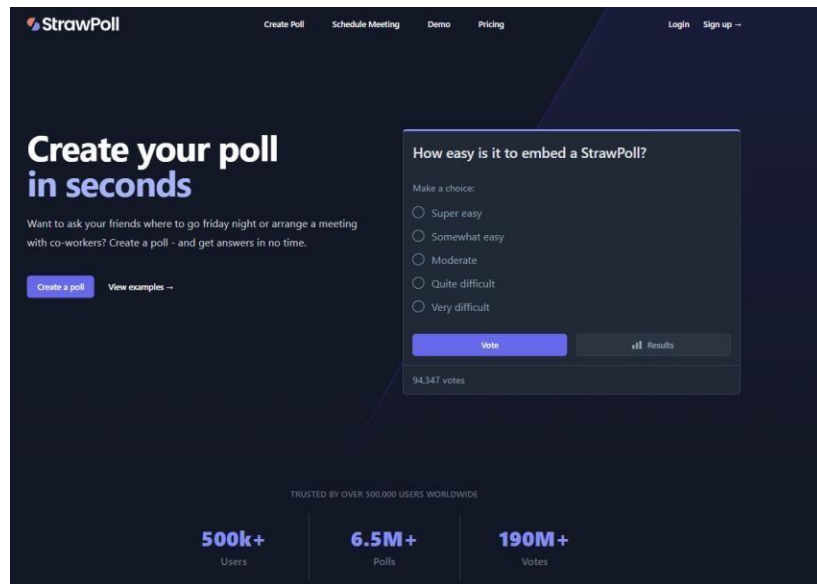 StrawPoll
Create Poll Schedule Meeting Demo Pricing
Login Sign up →
Create your poll
in seconds
Want to ask your friends where to go friday night or arrange a meeting
with co-workers? Create a poll - and get answers in no time.
Create a poll View examples →
How easy is it to embed a StrawPoll?
Make a choice:
Super easy
Somewhat easy
Moderate
Quite difficult
Very difficult
Vote Results
94,347 votes
TRUSTED BY OVER 500,000 USERS WORLDWIDE
500k+ 6.5M+ 190M+
Users Polls Votes